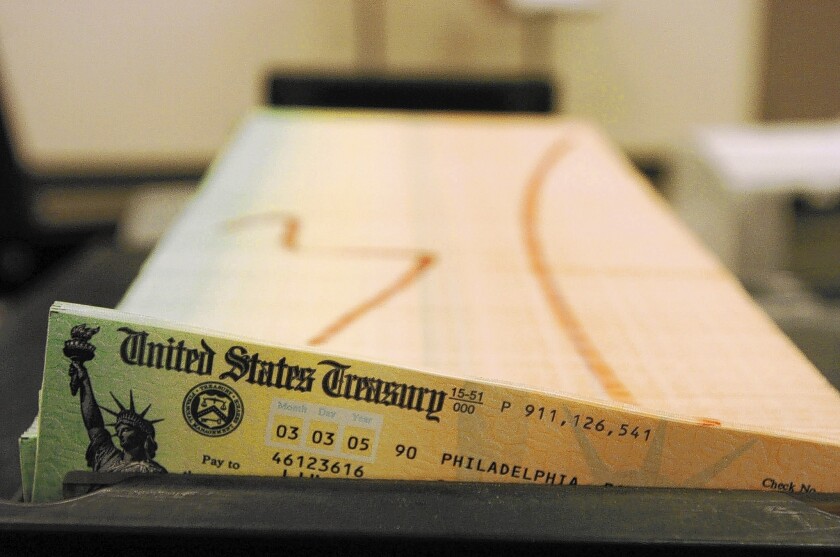 United States Treasury 15-51
000 P 911,126,541
Month Day Year
03 03 05 90 PHILADELPHIA,
Pay to 46123616
Check No.